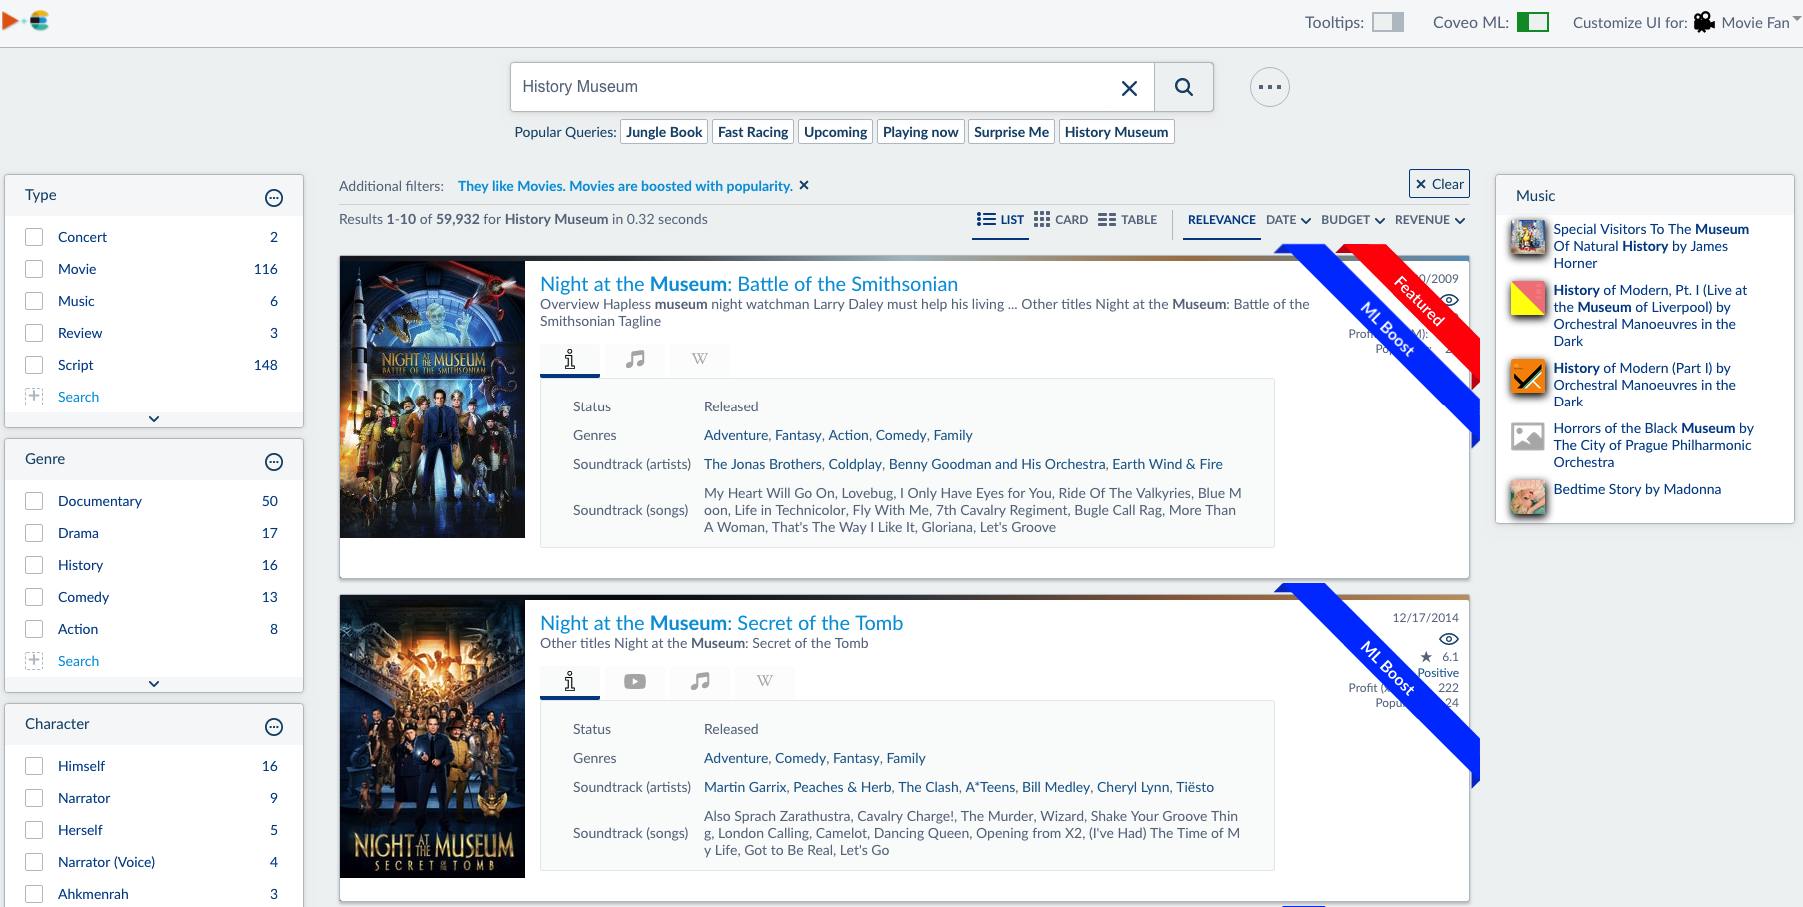 Tooltips: Coveo ML: Customize UI for: Movie Fan
History Museum
Popular Queries: Jungle Book Fast Racing Upcoming Playing now Surprise Me History Museum
Type
Concert 2
Movie 116
Music 6
Review 3
Script 148
Search
Genre
Documentary 50
Drama 17
History 16
Comedy 13
Action 8
Search
Character
Himself 16
Narrator 9
Herself 5
Narrator (Voice) 4
Ahkmenrah 3
Additional filters: They like Movies. Movies are boosted with popularity.
Clear
Results 1-10 of 59,932 for History Museum in 0.32 seconds
LIST CARD TABLE RELEVANCE DATE BUDGET REVENUE
NIGHT AT THE MUSEUM
BATTLE OF THE SMITHSONIAN
Night at the Museum: Battle of the Smithsonian
Overview Hapless museum night watchman Larry Daley must help his living ... Other titles Night at the Museum: Battle of the
Smithsonian Tagline
W
0/2009
Featured
ML Boost
Status Released
Genres Adventure, Fantasy, Action, Comedy, Family
Soundtrack (artists) The Jonas Brothers, Coldplay, Benny Goodman and His Orchestra, Earth Wind & Fire
Soundtrack (songs) My Heart Will Go On, Lovebug, I Only Have Eyes for You, Ride Of The Valkyries, Blue M
oon, Life in Technicolor, Fly With Me, 7th Cavalry Regiment, Bugle Call Rag, More Than
A Woman, That's The Way I Like It, Gloriana, Let's Groove
NIGHT AT THE MUSEUM
SECRET OF THE TOMB
Night at the Museum: Secret of the Tomb
Other titles Night at the Museum: Secret of the Tomb
W
12/17/2014
6.1
Positive
Profit 222
24
ML Boost
Status Released
Genres Adventure, Comedy, Fantasy, Family
Soundtrack (artists) Martin Garrix, Peaches & Herb, The Clash, A*Teens, Bill Medley, Cheryl Lynn, Tiësto
Soundtrack (songs) Also Sprach Zarathustra, Cavalry Charge!, The Murder, Wizard, Shake Your Groove Thin
g, London Calling, Camelot, Dancing Queen, Opening from X2, (I've Had) The Time of M
y Life, Got to Be Real, Let's Go
Music
Special Visitors To The Museum
Of Natural History by James
Horner
History of Modern, Pt. I (Live at
the Museum of Liverpool) by
Orchestral Manoeuvres in the
Dark
History of Modern (Part I) by
Orchestral Manoeuvres in the
Dark
Horrors of the Black Museum by
The City of Prague Philharmonic
Orchestra
Bedtime Story by Madonna